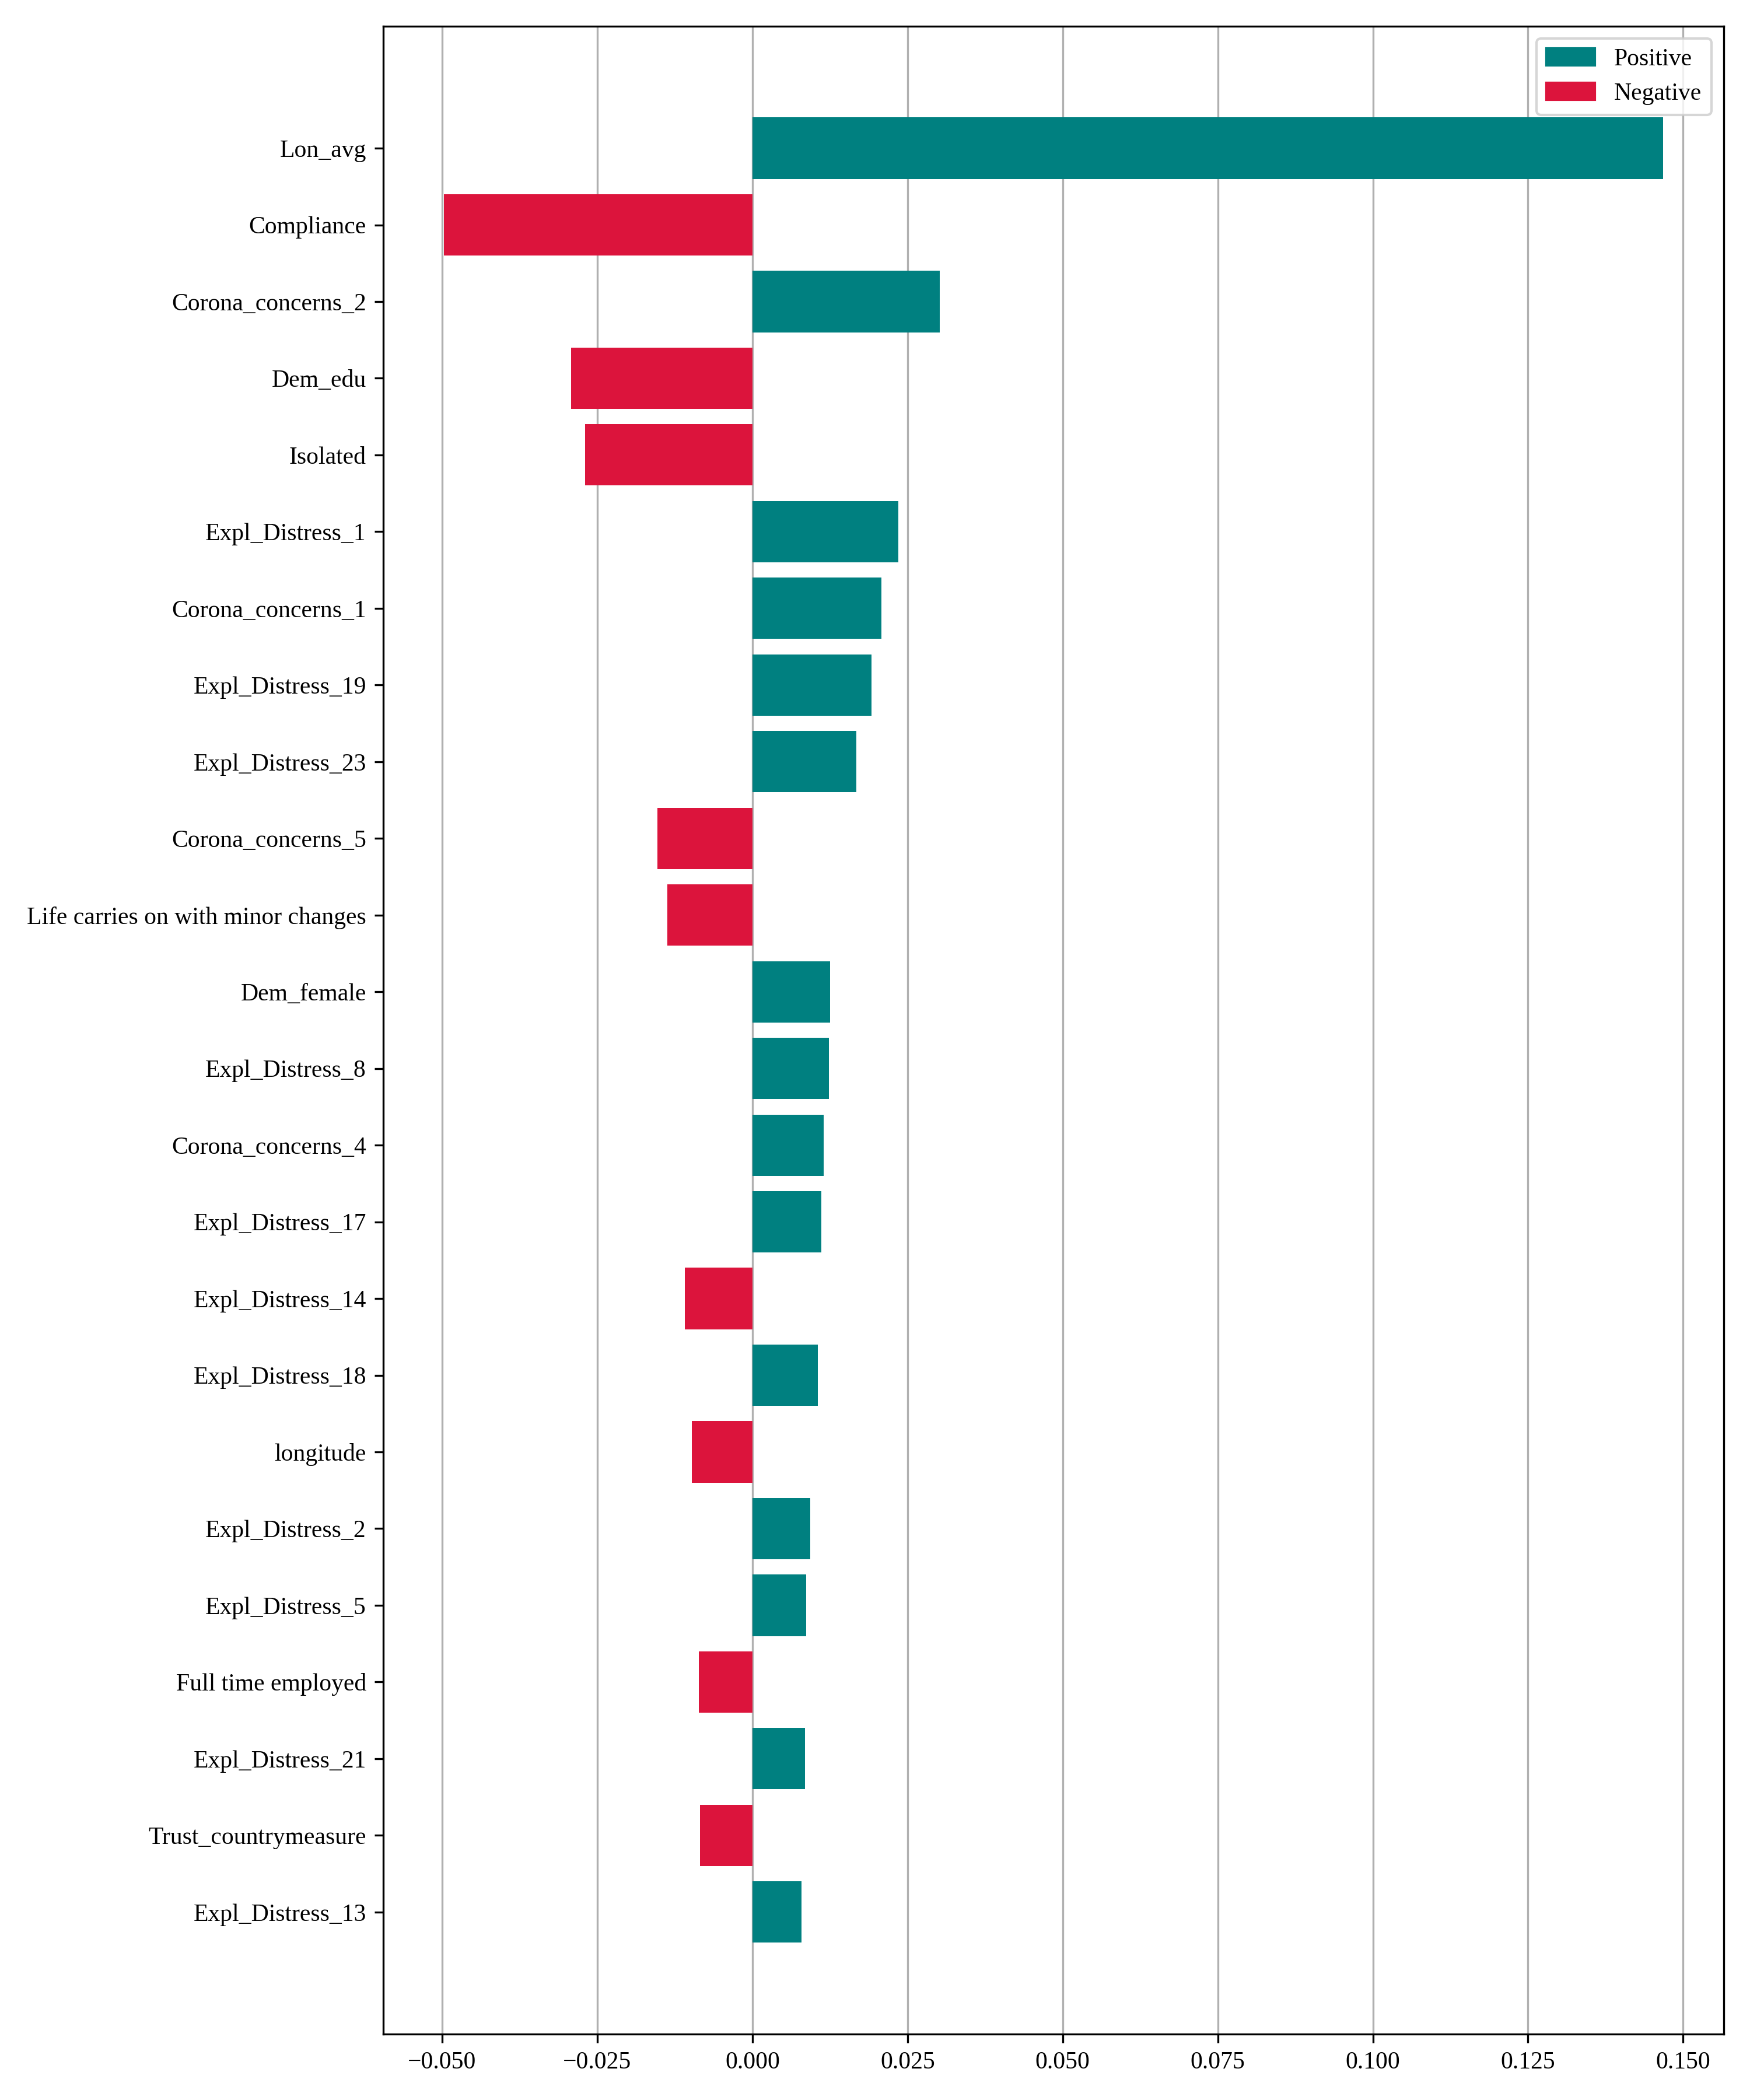 Positive
Negative
Lon_avg
Compliance
Corona_concerns_2
Dem_edu
Isolated
Expl_Distress_1
Corona_concerns_1
Expl_Distress_19
Expl_Distress_23
Corona_concerns_5
Life carries on with minor changes
Dem_female
Expl_Distress_8
Corona_concerns_4
Expl_Distress_17
Expl_Distress_14
Expl_Distress_18
longitude
Expl_Distress_2
Expl_Distress_5
Full time employed
Expl_Distress_21
Trust_countrymeasure
Expl_Distress_13
−0.050 −0.025 0.000 0.025 0.050 0.075 0.100 0.125 0.150